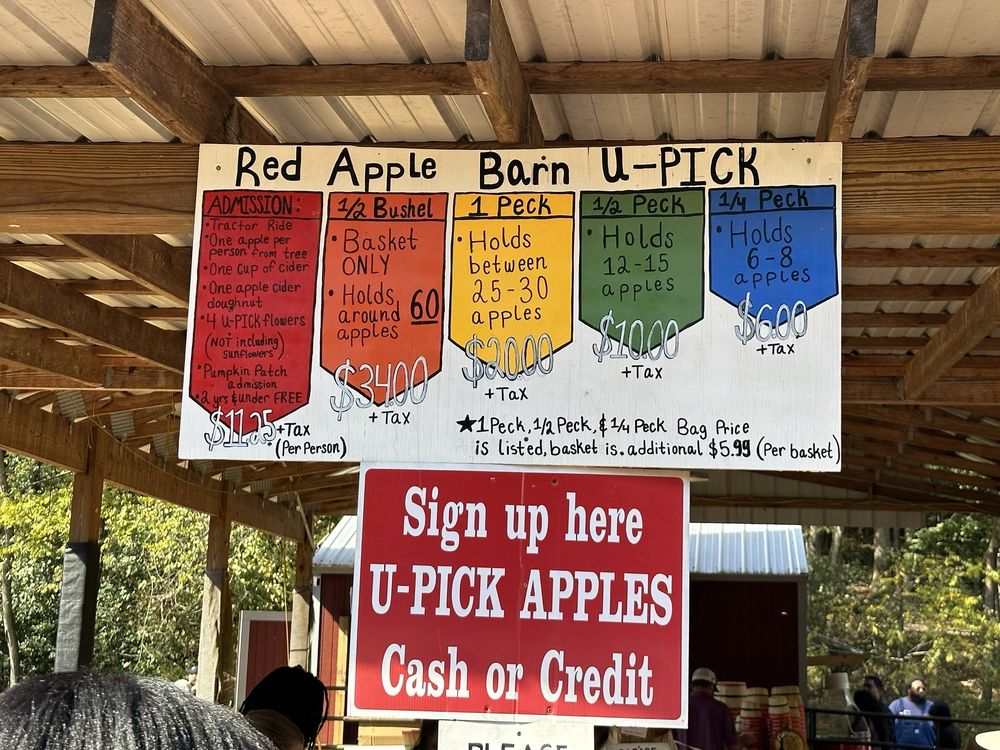 Red Apple Barn U-PICK
ADMISSION:
• Tractor Ride
• One apple per
person from tree
• One cup of cider
• One apple cider
doughnut
• 4 U-PICK flowers
(NOT including)
sunflowers
• Pumpkin Patch
admission
• 2 yrs & under FREE
$11.25 +Tax
(Per Person)
1/2 Bushel
• Basket
ONLY
• Holds
around 60
apples
$34.00
+ Tax
1 Peck
• Holds
between
25-30
apples
$20.00
+ Tax
1/2 Peck
• Holds
12-15
apples
$10.00
+Tax
1/4 Peck
• Holds
6-8
apples
$6.00
+Tax
★1 Peck, 1/2 Peck, & 1/4 Peck Bag Price
is listed, basket is additional $5.99 (Per basket)
Sign up here
U-PICK APPLES
Cash or Credit
PLEASE